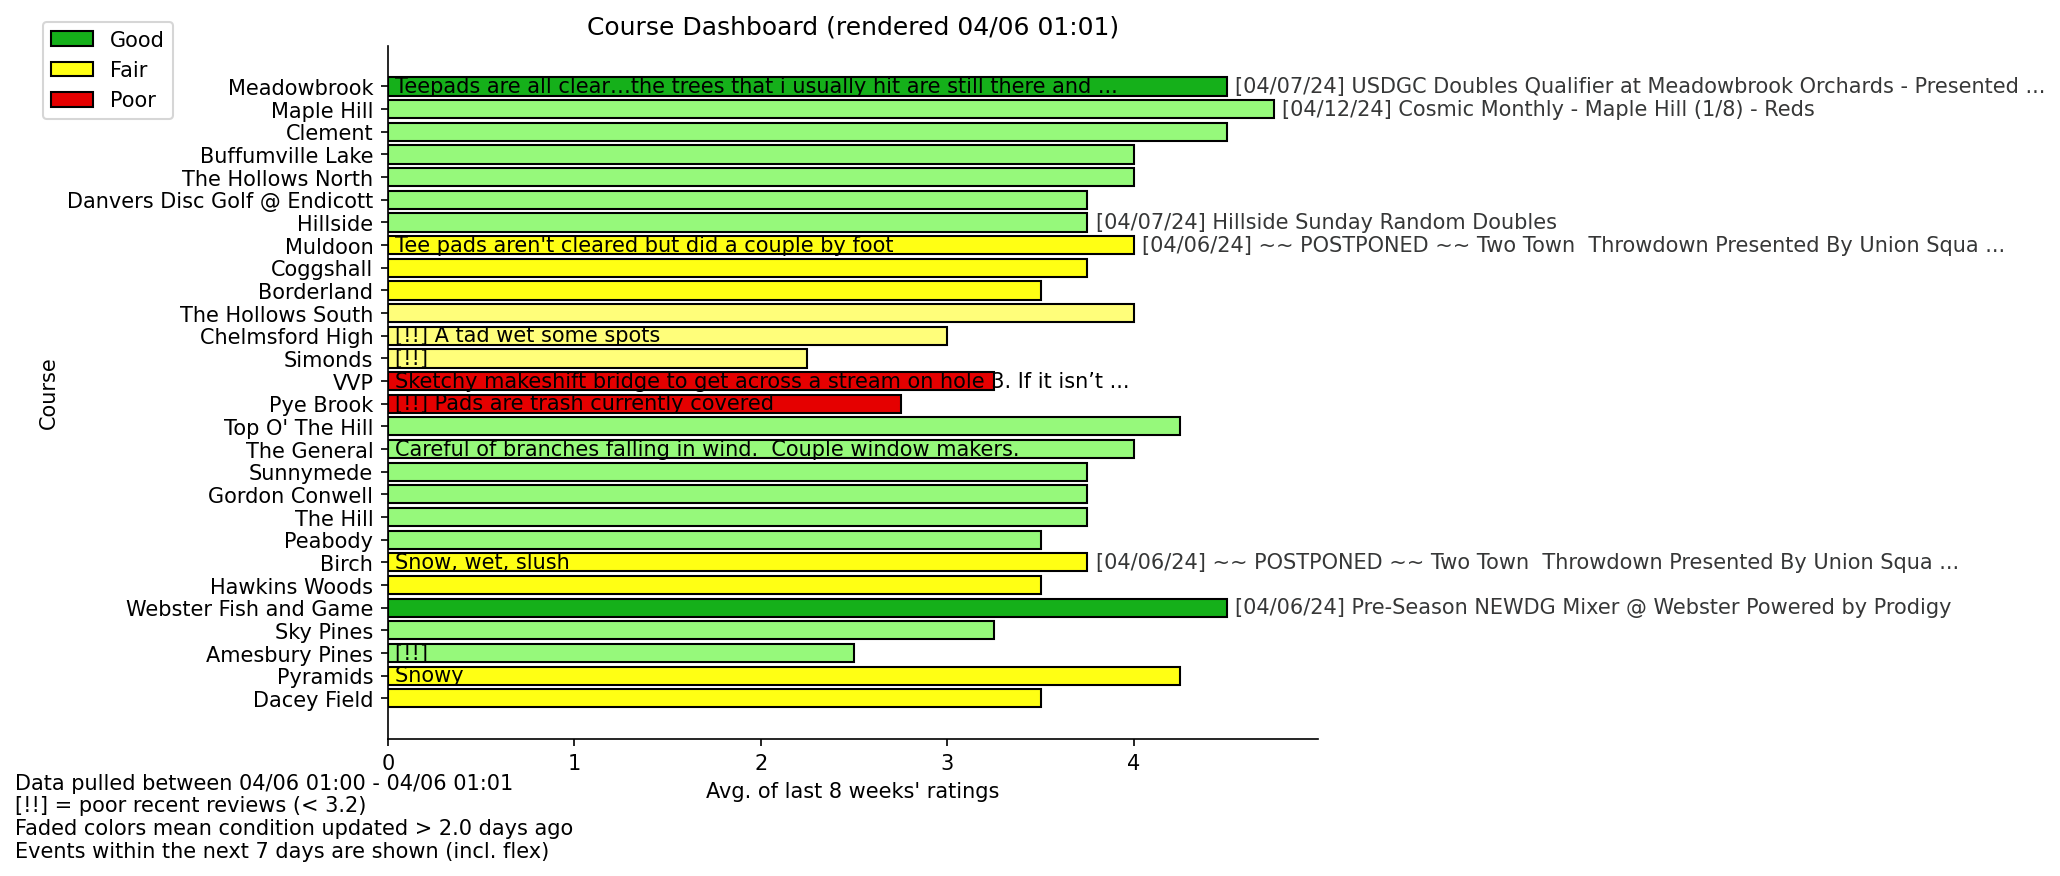 Course Dashboard (rendered 04/06 01:01)
Good
Fair
Poor
Meadowbrook Teepads are all clear...the trees that i usually hit are still there and ... [04/07/24] USDGC Doubles Qualifier at Meadowbrook Orchards - Presented ...
Maple Hill [04/12/24] Cosmic Monthly - Maple Hill (1/8) - Reds
Clement
Buffumville Lake
The Hollows North
Danvers Disc Golf @ Endicott
Hillside [04/07/24] Hillside Sunday Random Doubles
Muldoon Tee pads aren't cleared but did a couple by foot [04/06/24] ~~ POSTPONED ~~ Two Town  Throwdown Presented By Union Squa ...
Coggshall
Borderland
The Hollows South
Chelmsford High [!!] A tad wet some spots
Simonds [!!]
VVP Sketchy makeshift bridge to get across a stream on hole 3. If it isn’t ...
Pye Brook [!!] Pads are trash currently covered
Top O' The Hill
The General Careful of branches falling in wind.  Couple window makers.
Sunnymede
Gordon Conwell
The Hill
Peabody
Birch Snow, wet, slush [04/06/24] ~~ POSTPONED ~~ Two Town  Throwdown Presented By Union Squa ...
Hawkins Woods
Webster Fish and Game [04/06/24] Pre-Season NEWDG Mixer @ Webster Powered by Prodigy
Sky Pines
Amesbury Pines [!!]
Pyramids Snowy
Dacey Field
Course
0 1 2 3 4
Avg. of last 8 weeks' ratings
Data pulled between 04/06 01:00 - 04/06 01:01
[!!] = poor recent reviews (< 3.2)
Faded colors mean condition updated > 2.0 days ago
Events within the next 7 days are shown (incl. flex)